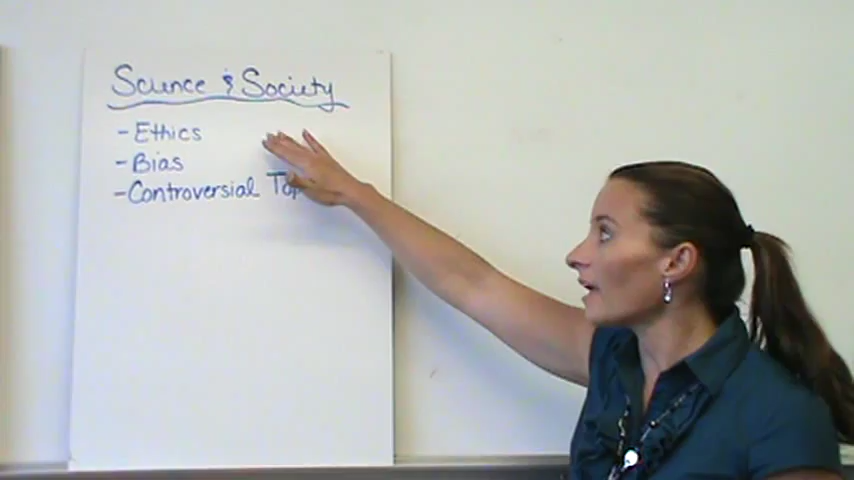 Science & Society
- Ethics
- Bias
- Controversial